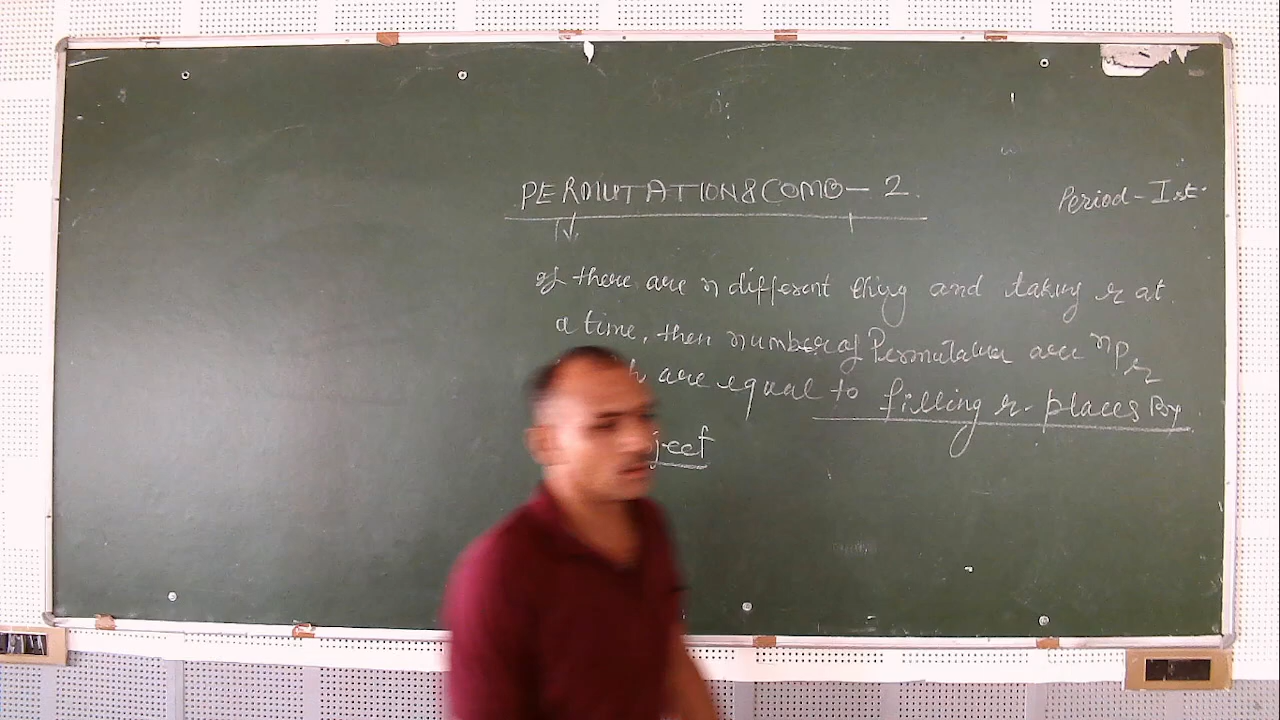 PERMUTATION&COMB-2.
Period-Ist.
If there are n different thing and taking r at
a time, then number of Permutation are nPr
are equal to filling r-places By
ject